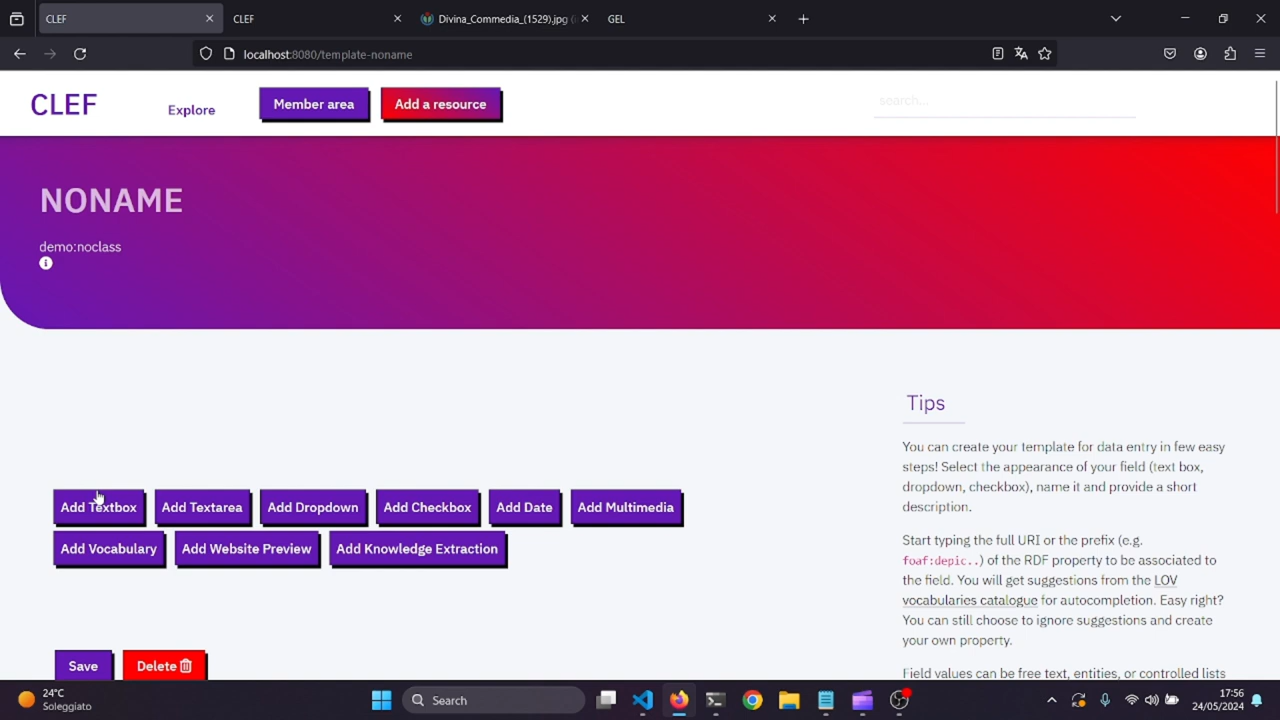 CLEF
CLEF
Divina_Commedia_(1529).jpg
GEL
localhost:8080/template-noname
CLEF
Explore
Member area
Add a resource
search...
NONAME
demo:noclass
Tips
You can create your template for data entry in few easy
steps! Select the appearance of your field (text box,
dropdown, checkbox), name it and provide a short
description.
Add Textbox
Add Textarea
Add Dropdown
Add Checkbox
Add Date
Add Multimedia
Add Vocabulary
Add Website Preview
Add Knowledge Extraction
Start typing the full URI or the prefix (e.g.
foaf:depic..) of the RDF property to be associated to
the field. You will get suggestions from the LOV
vocabularies catalogue for autocompletion. Easy right?
You can still choose to ignore suggestions and create
your own property.
Save
Delete
Field values can be free text, entities, or controlled lists
24°C
Soleggiato
Search
17:56
24/05/2024